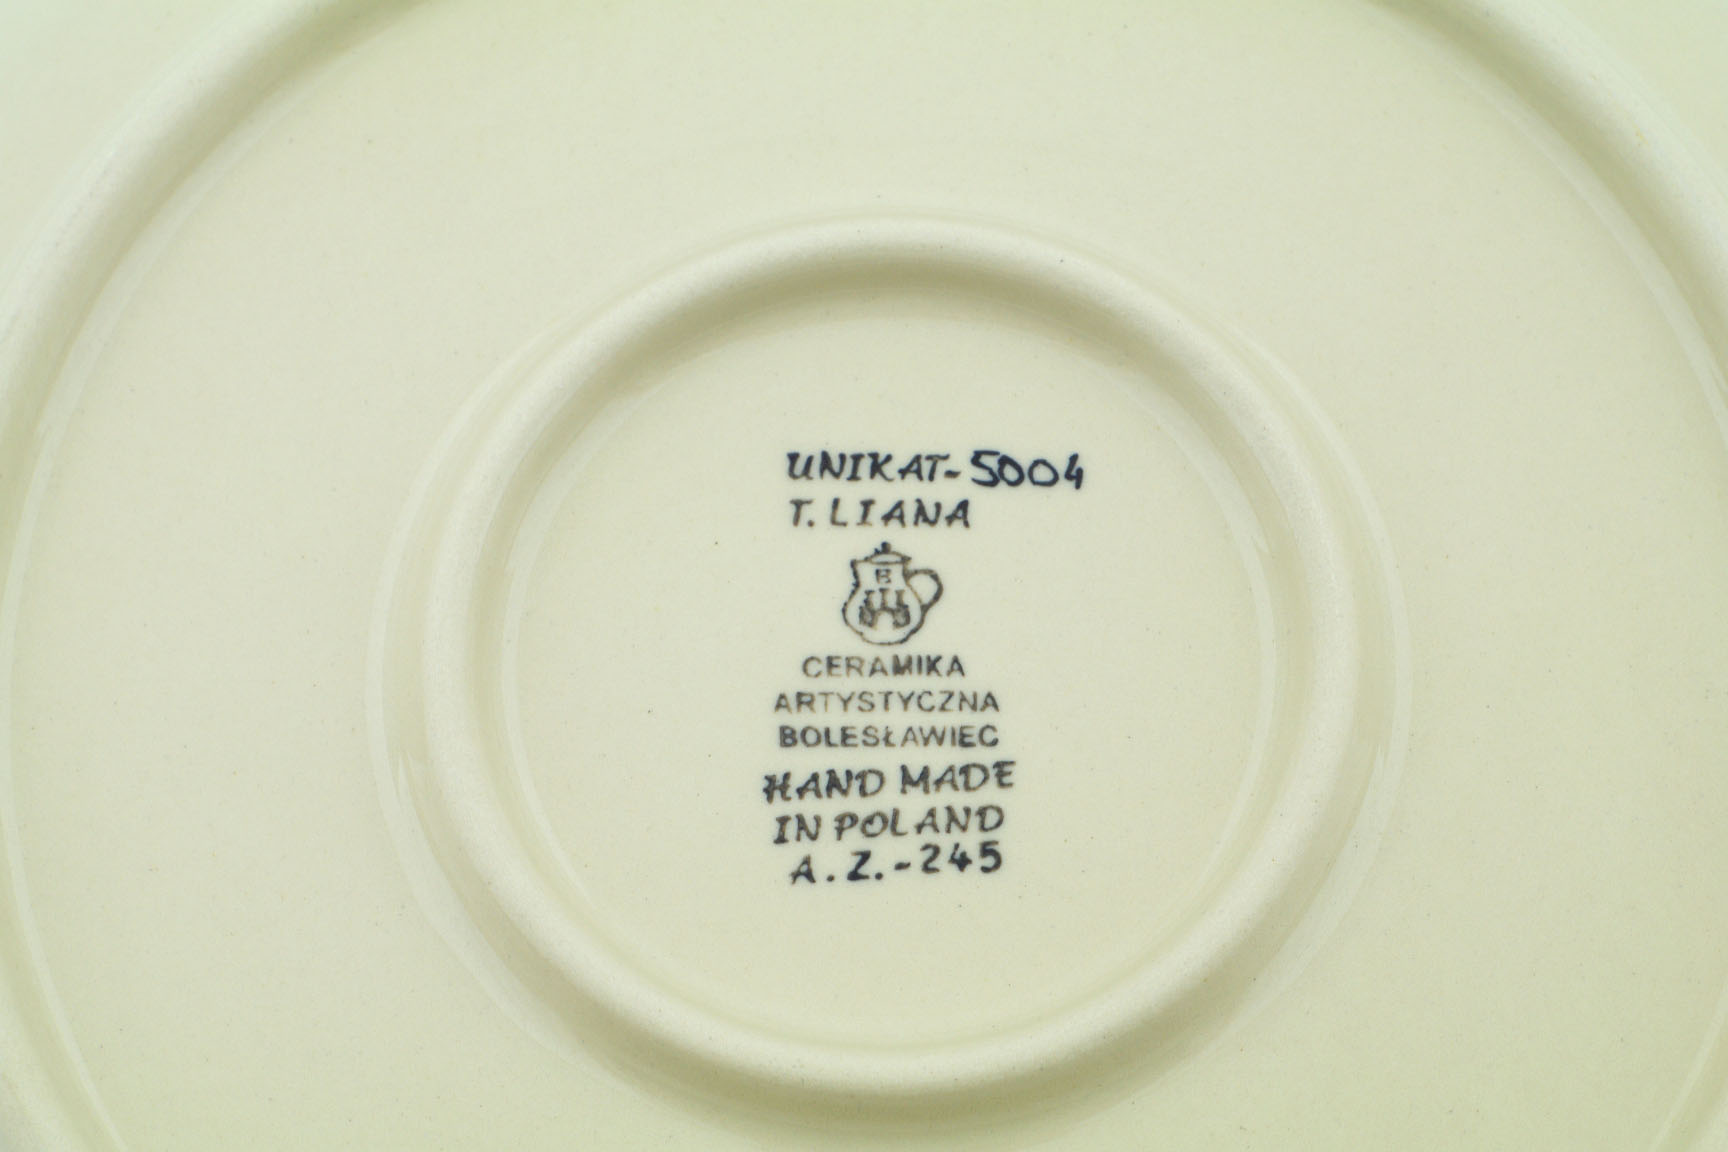 UNIKAT-5004
T. LIANA
B
CERAMIKA
ARTYSTYCZNA
BOLESŁAWIEC
HAND MADE
IN POLAND
A.Z.-245